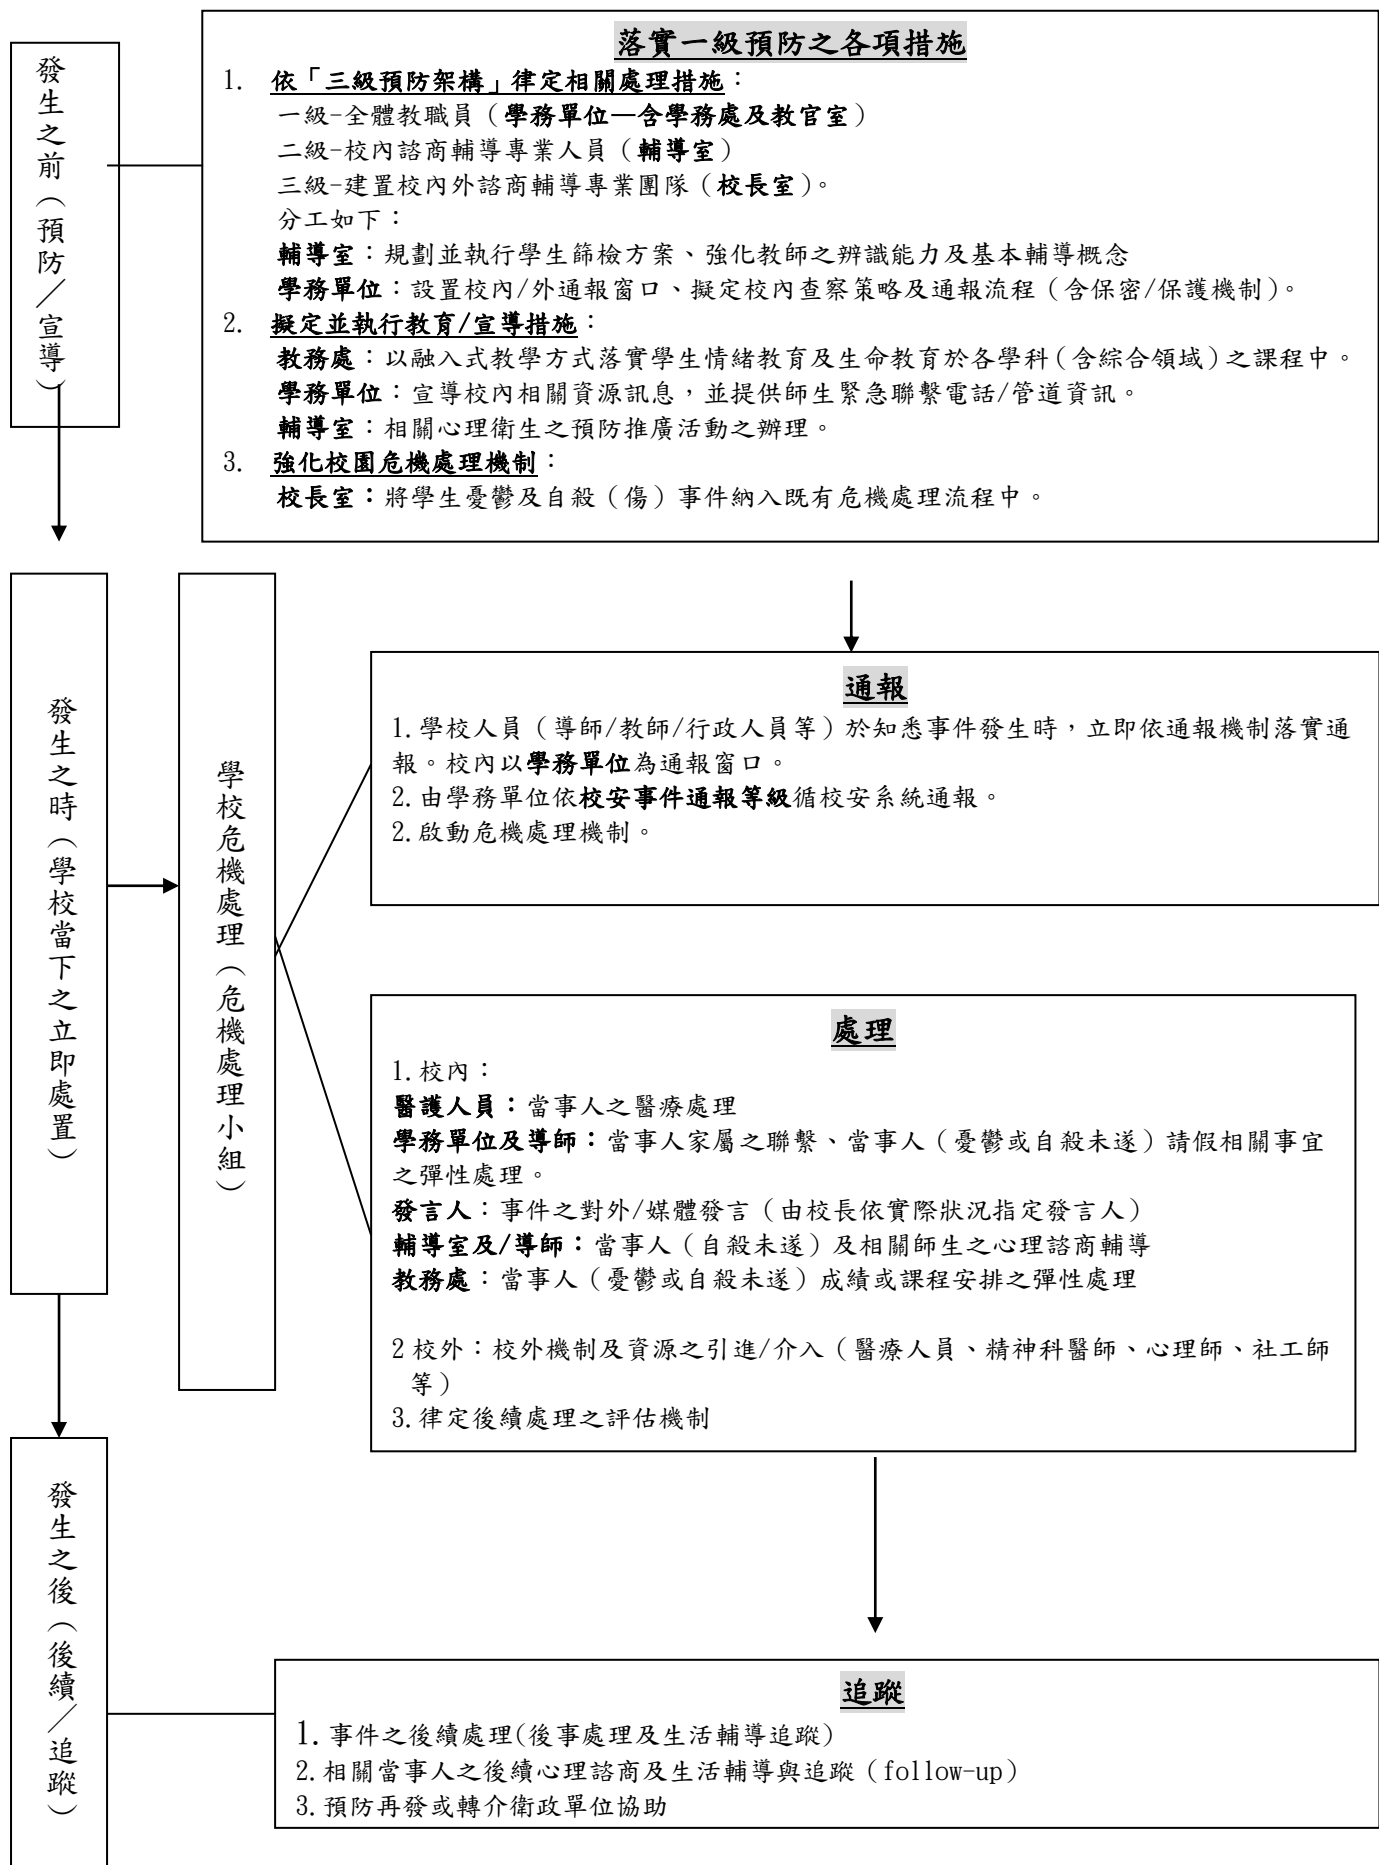 發生之前（預防／宣導）
落實一級預防之各項措施
1. 依「三級預防架構」律定相關處理措施：
一級-全體教職員（學務單位—含學務處及教官室）
二級-校內諮商輔導專業人員（輔導室）
三級-建置校內外諮商輔導專業團隊（校長室）。
分工如下：
輔導室：規劃並執行學生篩檢方案、強化教師之辨識能力及基本輔導概念
學務單位：設置校內/外通報窗口、擬定校內查察策略及通報流程（含保密/保護機制）。
2. 擬定並執行教育/宣導措施：
教務處：以融入式教學方式落實學生情緒教育及生命教育於各學科（含綜合領域）之課程中。
學務單位：宣導校內相關資源訊息，並提供師生緊急聯繫電話/管道資訊。
輔導室：相關心理衛生之預防推廣活動之辦理。
3. 強化校園危機處理機制：
校長室：將學生憂鬱及自殺（傷）事件納入既有危機處理流程中。
發生之時（學校當下之立即處置）
學校危機處理（危機處理小組）
通報
1.學校人員（導師/教師/行政人員等）於知悉事件發生時，立即依通報機制落實通
報。校內以學務單位為通報窗口。
2.由學務單位依校安事件通報等級循校安系統通報。
2.啟動危機處理機制。
處理
1.校內：
醫護人員：當事人之醫療處理
學務單位及導師：當事人家屬之聯繫、當事人（憂鬱或自殺未遂）請假相關事宜
之彈性處理。
發言人：事件之對外/媒體發言（由校長依實際狀況指定發言人）
輔導室及/導師：當事人（自殺未遂）及相關師生之心理諮商輔導
教務處：當事人（憂鬱或自殺未遂）成績或課程安排之彈性處理
2 校外：校外機制及資源之引進/介入（醫療人員、精神科醫師、心理師、社工師
等）
3.律定後續處理之評估機制
發生之後（後續／追蹤）
追蹤
1.事件之後續處理(後事處理及生活輔導追蹤)
2.相關當事人之後續心理諮商及生活輔導與追蹤（follow-up）
3.預防再發或轉介衛政單位協助